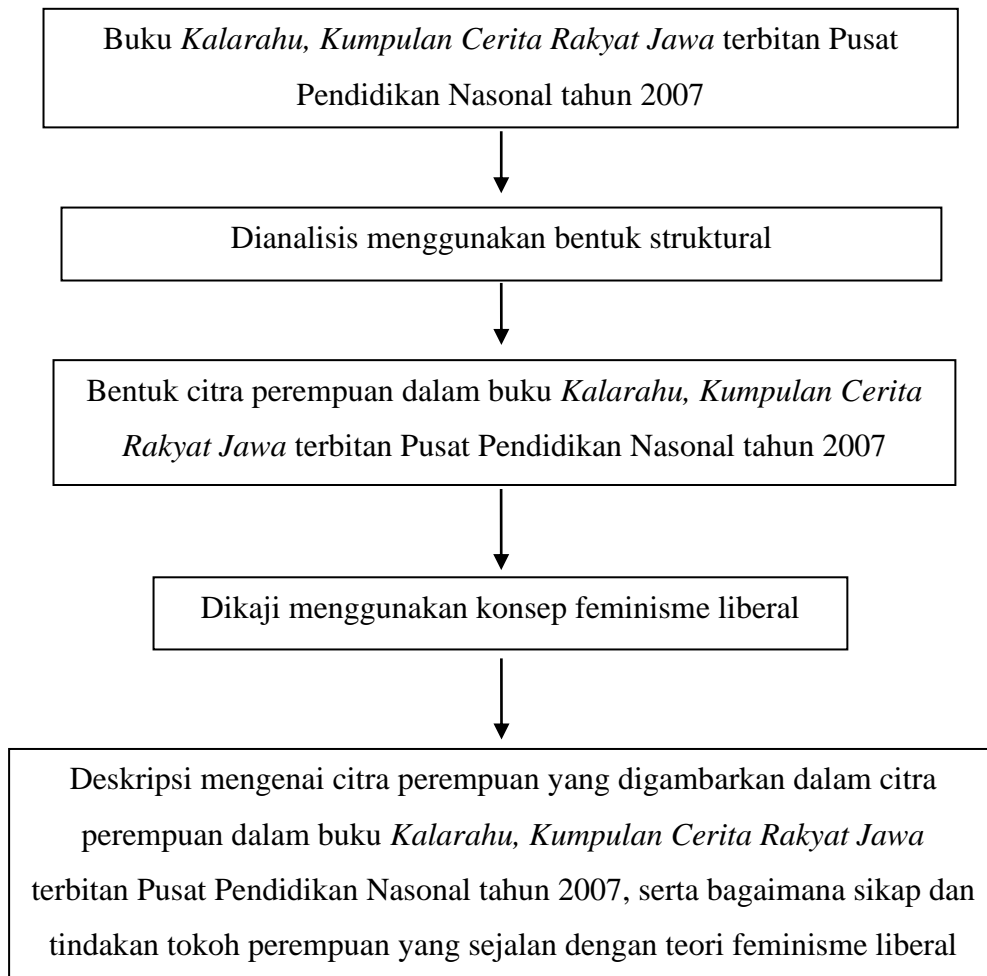 Buku Kalarahu, Kumpulan Cerita Rakyat Jawa terbitan Pusat
Pendidikan Nasonal tahun 2007
Dianalisis menggunakan bentuk struktural
Bentuk citra perempuan dalam buku Kalarahu, Kumpulan Cerita
Rakyat Jawa terbitan Pusat Pendidikan Nasonal tahun 2007
Dikaji menggunakan konsep feminisme liberal
Deskripsi mengenai citra perempuan yang digambarkan dalam citra
perempuan dalam buku Kalarahu, Kumpulan Cerita Rakyat Jawa
terbitan Pusat Pendidikan Nasonal tahun 2007, serta bagaimana sikap dan
tindakan tokoh perempuan yang sejalan dengan teori feminisme liberal